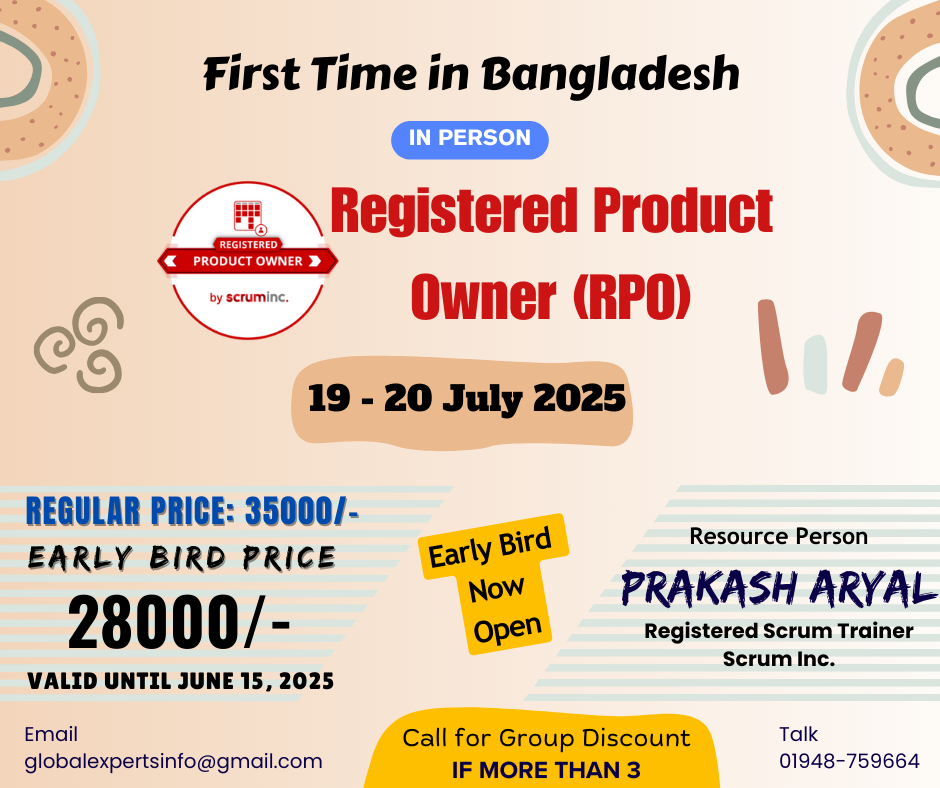 First Time in Bangladesh
IN PERSON
REGISTERED
PRODUCT OWNER
by scruminc.
Registered Product
Owner (RPO)
19 - 20 July 2025
REGULAR PRICE: 35000/-
EARLY BIRD PRICE
28000/-
VALID UNTIL JUNE 15, 2025
Early Bird
Now
Open
Resource Person
PRAKASH ARYAL
Registered Scrum Trainer
Scrum Inc.
Email
globalexpertsinfo@gmail.com
Call for Group Discount
IF MORE THAN 3
Talk
01948-759664